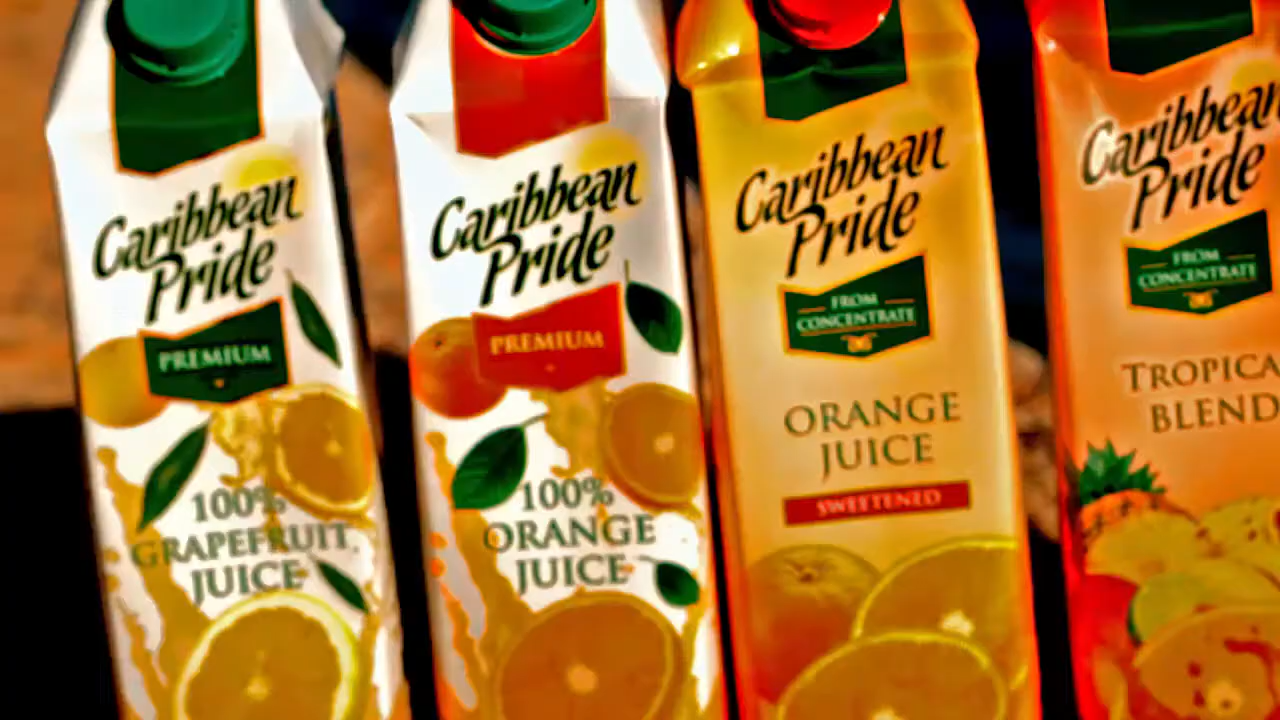 Caribbean
Pride
PREMIUM
100%
GRAPEFRUIT
JUICE
Caribbean
Pride
PREMIUM
100%
ORANGE
JUICE
Caribbean
Pride
FROM
CONCENTRATE
ORANGE
JUICE
SWEETENED
Caribbean
Pride
FROM
CONCENTRATE
TROPICA
BLEND